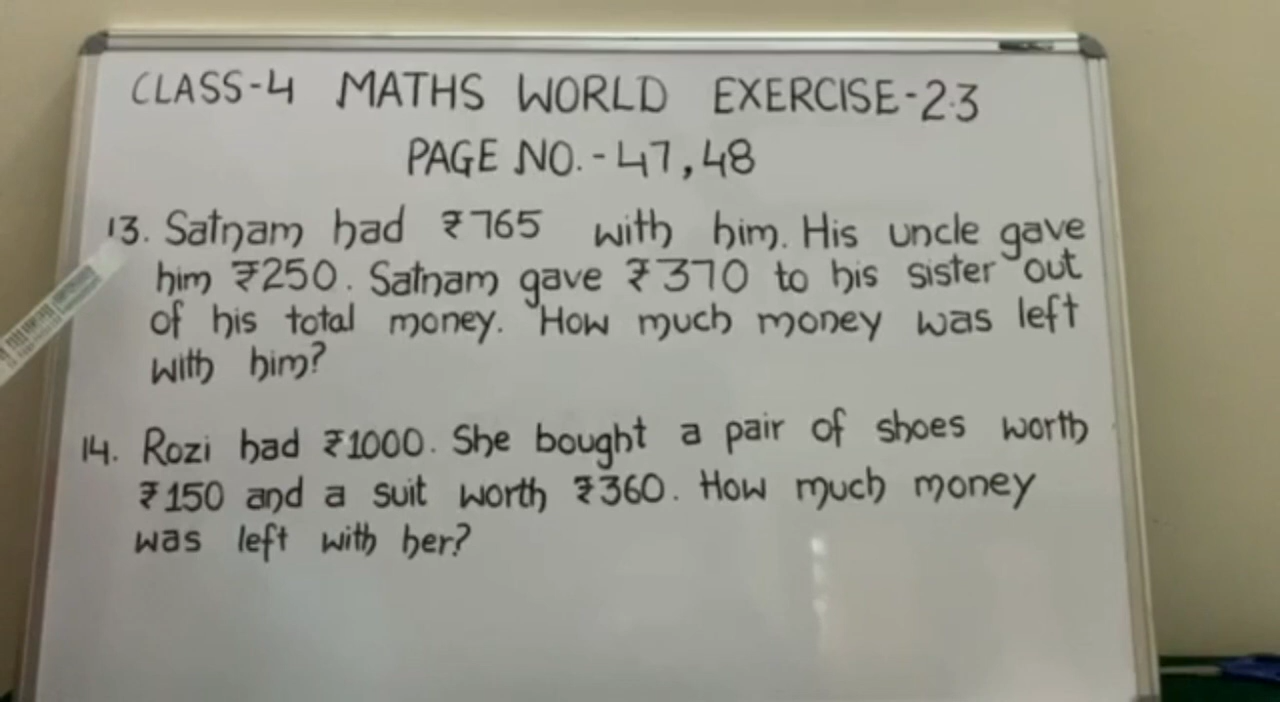 CLASS-4 MATHS WORLD EXERCISE-2.3
PAGE NO.-47,48
13. Satnam had ₹765 with him. His uncle gave
him ₹250. Satnam gave ₹370 to his sister out
of his total money. How much money was left
with him?
14. Rozi had ₹1000. She bought a pair of shoes worth
₹150 and a suit worth ₹360. How much money
was left with her?